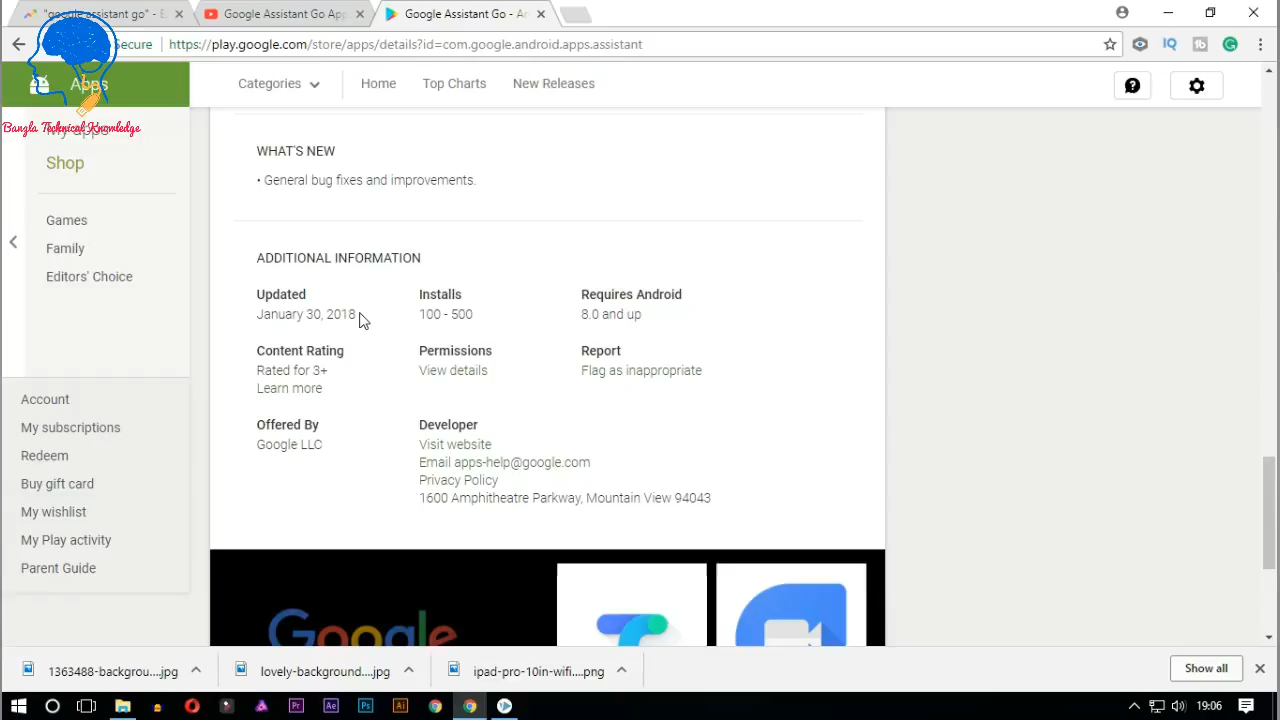 "google assistant go" - E
Google Assistant Go App
Google Assistant Go - A
Secure
https://play.google.com/store/apps/details?id=com.google.android.apps.assistant
Apps
Categories
Home
Top Charts
New Releases
Bangla Technical Knowledge
My apps
Shop
Games
Family
Editors' Choice
Account
My subscriptions
Redeem
Buy gift card
My wishlist
My Play activity
Parent Guide
WHAT'S NEW
• General bug fixes and improvements.
ADDITIONAL INFORMATION
Updated
January 30, 2018
Installs
100 - 500
Requires Android
8.0 and up
Content Rating
Rated for 3+
Learn more
Permissions
View details
Report
Flag as inappropriate
Offered By
Google LLC
Developer
Visit website
Email apps-help@google.com
Privacy Policy
1600 Amphitheatre Parkway, Mountain View 94043
Google
1363488-backgrou....jpg
lovely-background....jpg
ipad-pro-10in-wifi....png
Show all
19:06